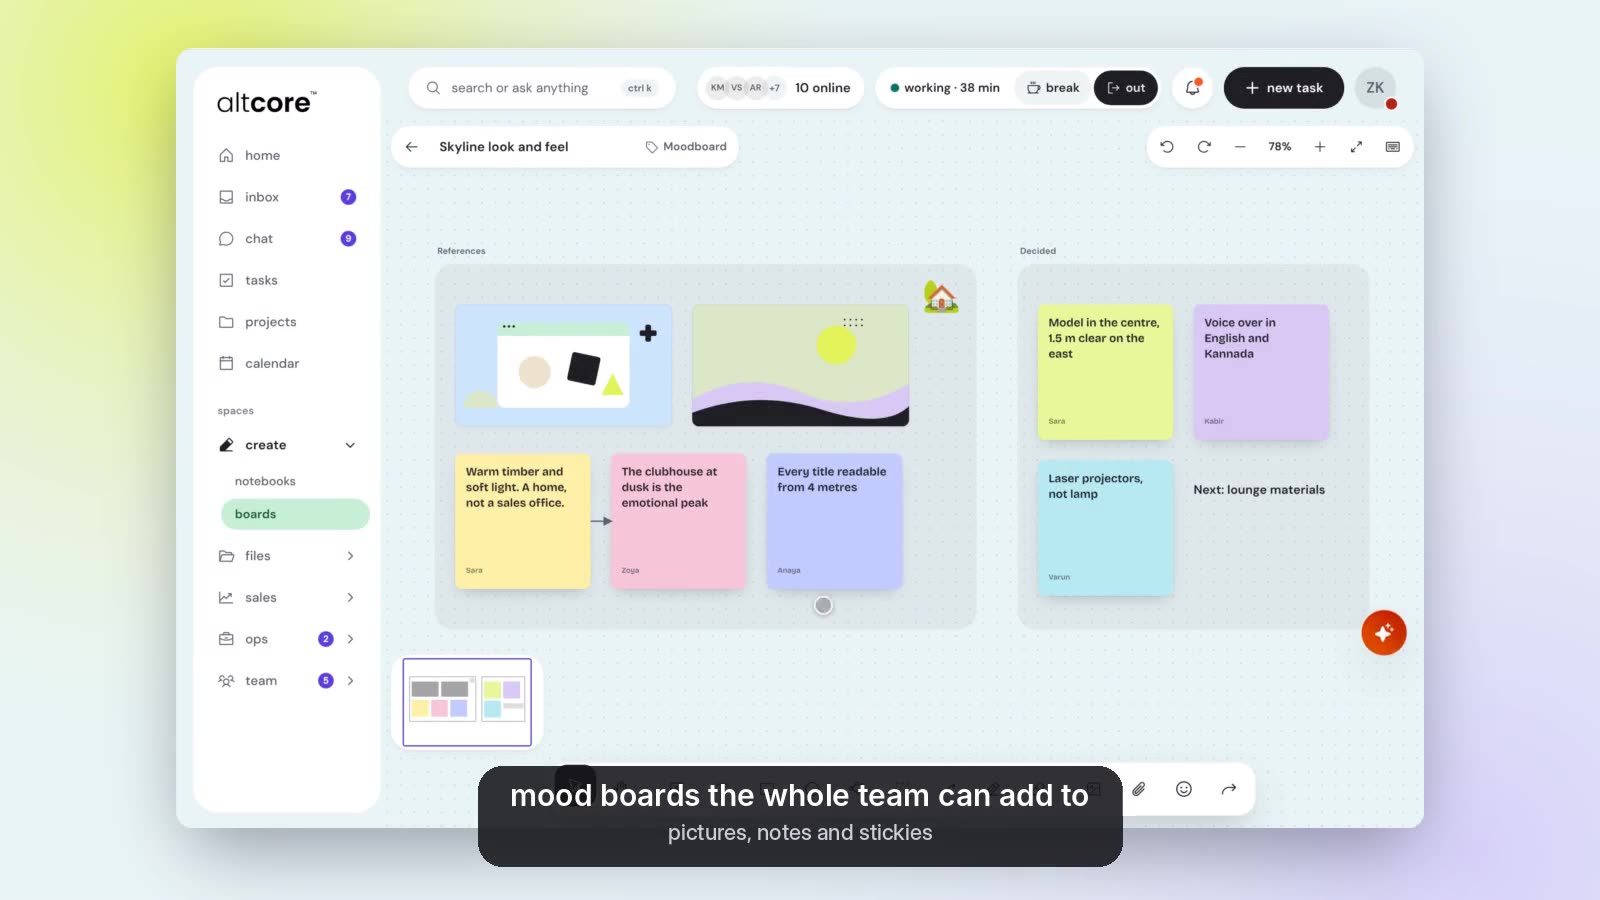 altcore™
search or ask anything
ctrl k
KM VS AR +7 10 online
working · 38 min
break
out
+ new task
ZK
home
inbox 7
chat 9
tasks
projects
calendar
spaces
create
notebooks
boards
files
sales
ops 2
team 5
Skyline look and feel
Moodboard
78%
References
Warm timber and
soft light. A home,
not a sales office.
Sara
The clubhouse at
dusk is the
emotional peak
Zoya
Every title readable
from 4 metres
Anaya
Decided
Model in the centre,
1.5 m clear on the
east
Sara
Voice over in
English and
Kannada
Kabir
Laser projectors,
not lamp
Varun
Next: lounge materials
mood boards the whole team can add to
pictures, notes and stickies